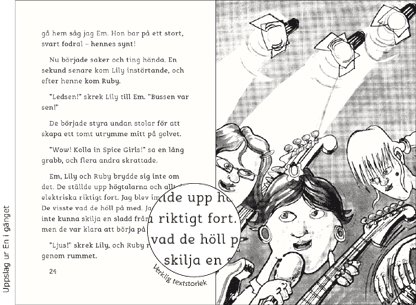 gå hem såg jag Em. Hon bar på ett stort,
svart fodral – hennes synt!
Nu började saker och ting hända. En
sekund senare kom Lily instörtande, och
efter henne kom Ruby.
"Ledsen!" skrek Lily till Em. "Bussen var
sen!"
De började styra undan stolar för att
skapa ett tomt utrymme mitt på golvet.
"Wow! Kolla in Spice Girls!" sa en lång
grabb, och flera andra skrattade.
Em, Lily och Ruby brydde sig inte om
det. De ställde upp högtalarna och allt
elektriska riktigt fort. Jag blev
De visste vad de höll på med. Ja
inte kunna skilja en sladd från
men de var klara att börja på
"Ljus!" skrek Lily, och Ruby
genom rummet.
24
lde upp h
riktigt fort.
vad de höll p
skilja en s
Verklig textstorlek
Uppslag ur En i gänget